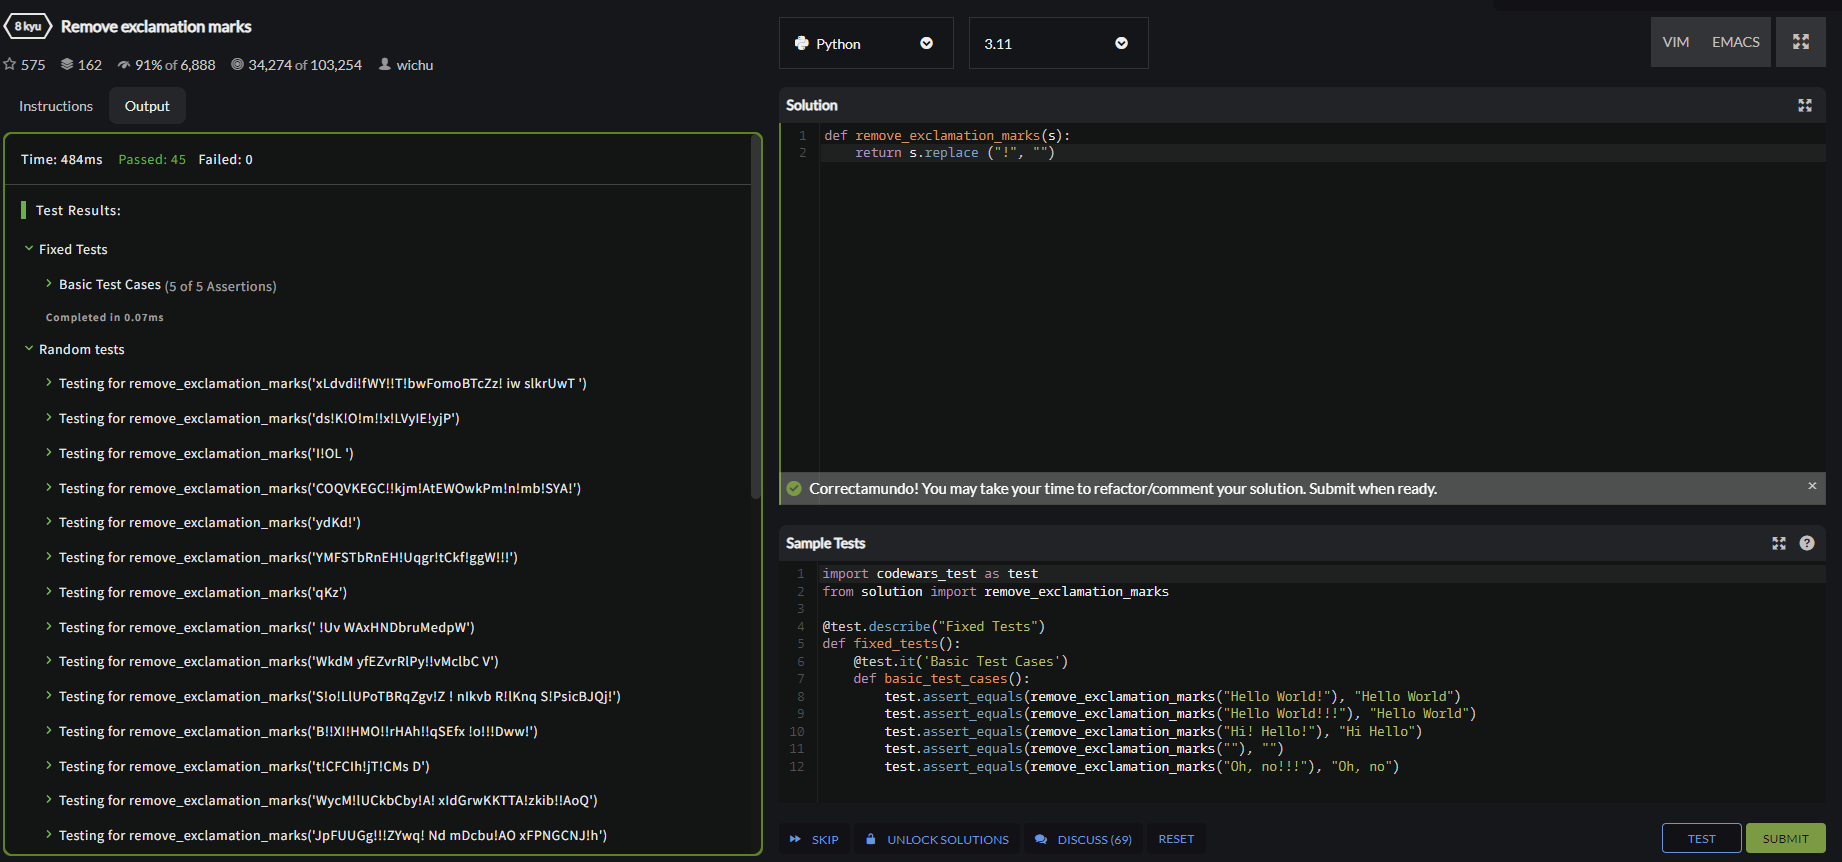 8 kyu Remove exclamation marks
575 162 91% of 6,888 34,274 of 103,254 wichu
Instructions Output
Time: 484ms Passed: 45 Failed: 0
Test Results:
Fixed Tests
Basic Test Cases (5 of 5 Assertions)
Completed in 0.07ms
Random tests
Testing for remove_exclamation_marks('xLdvdi!fWY!!T!bwFomoBTcZz! iw slkrUwT ')
Testing for remove_exclamation_marks('ds!K!O!m!!x!LVyIE!yjP')
Testing for remove_exclamation_marks('I!OL ')
Testing for remove_exclamation_marks('COQVKEGC!!kjm!AtEWOwkPm!n!mb!SYA!')
Testing for remove_exclamation_marks('ydKd!')
Testing for remove_exclamation_marks('YMFSTbRnEH!Uqgr!tCkf!ggW!!!')
Testing for remove_exclamation_marks('qKz')
Testing for remove_exclamation_marks(' !Uv WAxHNDbruMedpW')
Testing for remove_exclamation_marks('WkdM yfEZvrRlPy!!vMclbC V')
Testing for remove_exclamation_marks('S!o!LlUPoTBRqZgv!Z ! nIkvb R!!KnqS!PsicBJQj!')
Testing for remove_exclamation_marks('B!!XI!HMO!!rHAh!!qSEfx !o!!!Dww!')
Testing for remove_exclamation_marks('t!CFCIh!jT!CMs D')
Testing for remove_exclamation_marks('WycM!lUCkbCby!A! xIdGrwKKTTA!zkib!!AoQ')
Testing for remove_exclamation_marks('JpFUUGg!!!ZYwq! Nd mDcbu!AO xFPNGCNJ!h')
Python 3.11 VIM EMACS
Solution
1 def remove_exclamation_marks(s):
2 return s.replace ("!", "")
Correctamundo! You may take your time to refactor/comment your solution. Submit when ready. ×
Sample Tests ?
1 import codewars_test as test
2 from solution import remove_exclamation_marks
3
4 @test.describe("Fixed Tests")
5 def fixed_tests():
6 @test.it('Basic Test Cases')
7 def basic_test_cases():
8 test.assert_equals(remove_exclamation_marks("Hello World!"), "Hello World")
9 test.assert_equals(remove_exclamation_marks("Hello World!!!"), "Hello World")
10 test.assert_equals(remove_exclamation_marks("Hi! Hello!"), "Hi Hello")
11 test.assert_equals(remove_exclamation_marks(""), "")
12 test.assert_equals(remove_exclamation_marks("Oh, no!!!"), "Oh, no")
SKIP UNLOCK SOLUTIONS DISCUSS (69) RESET TEST SUBMIT